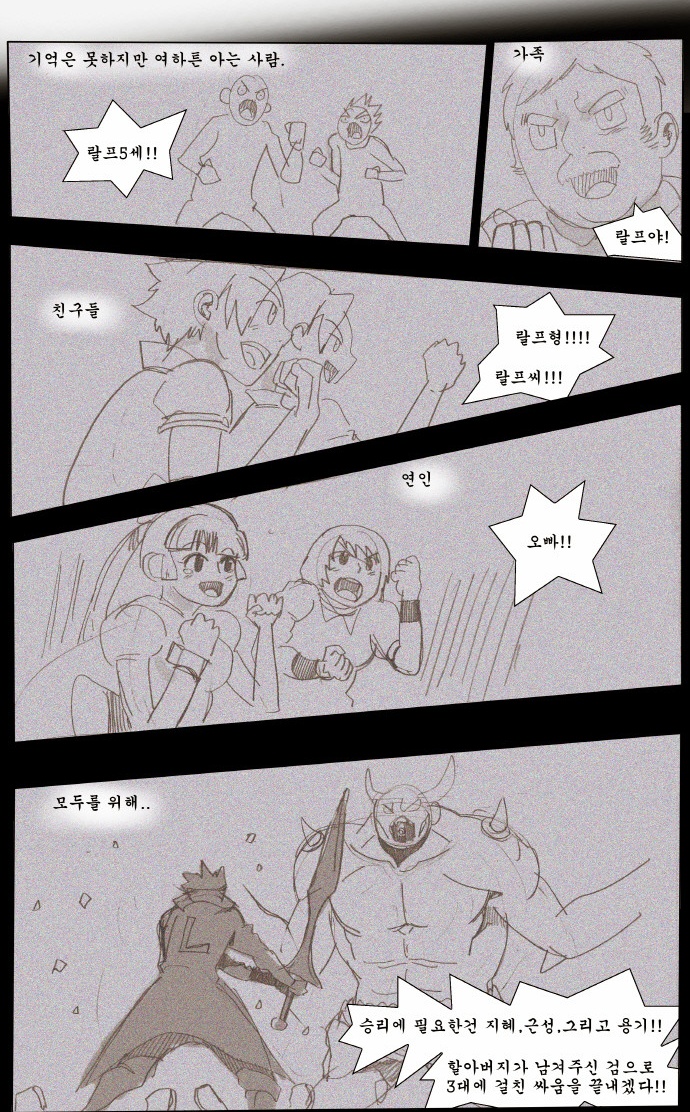 기억은 못하지만 여하튼 아는 사람.
랄프5세!!
가족
랄프야!
친구들
랄프형!!!!
랄프씨!!!
연인
오빠!!
모두를 위해..
L
승리에 필요한건 지혜,근성,그리고 용기!!
할아버지가 남겨주신 검으로
3대에 걸친 싸움을 끝내겠다!!